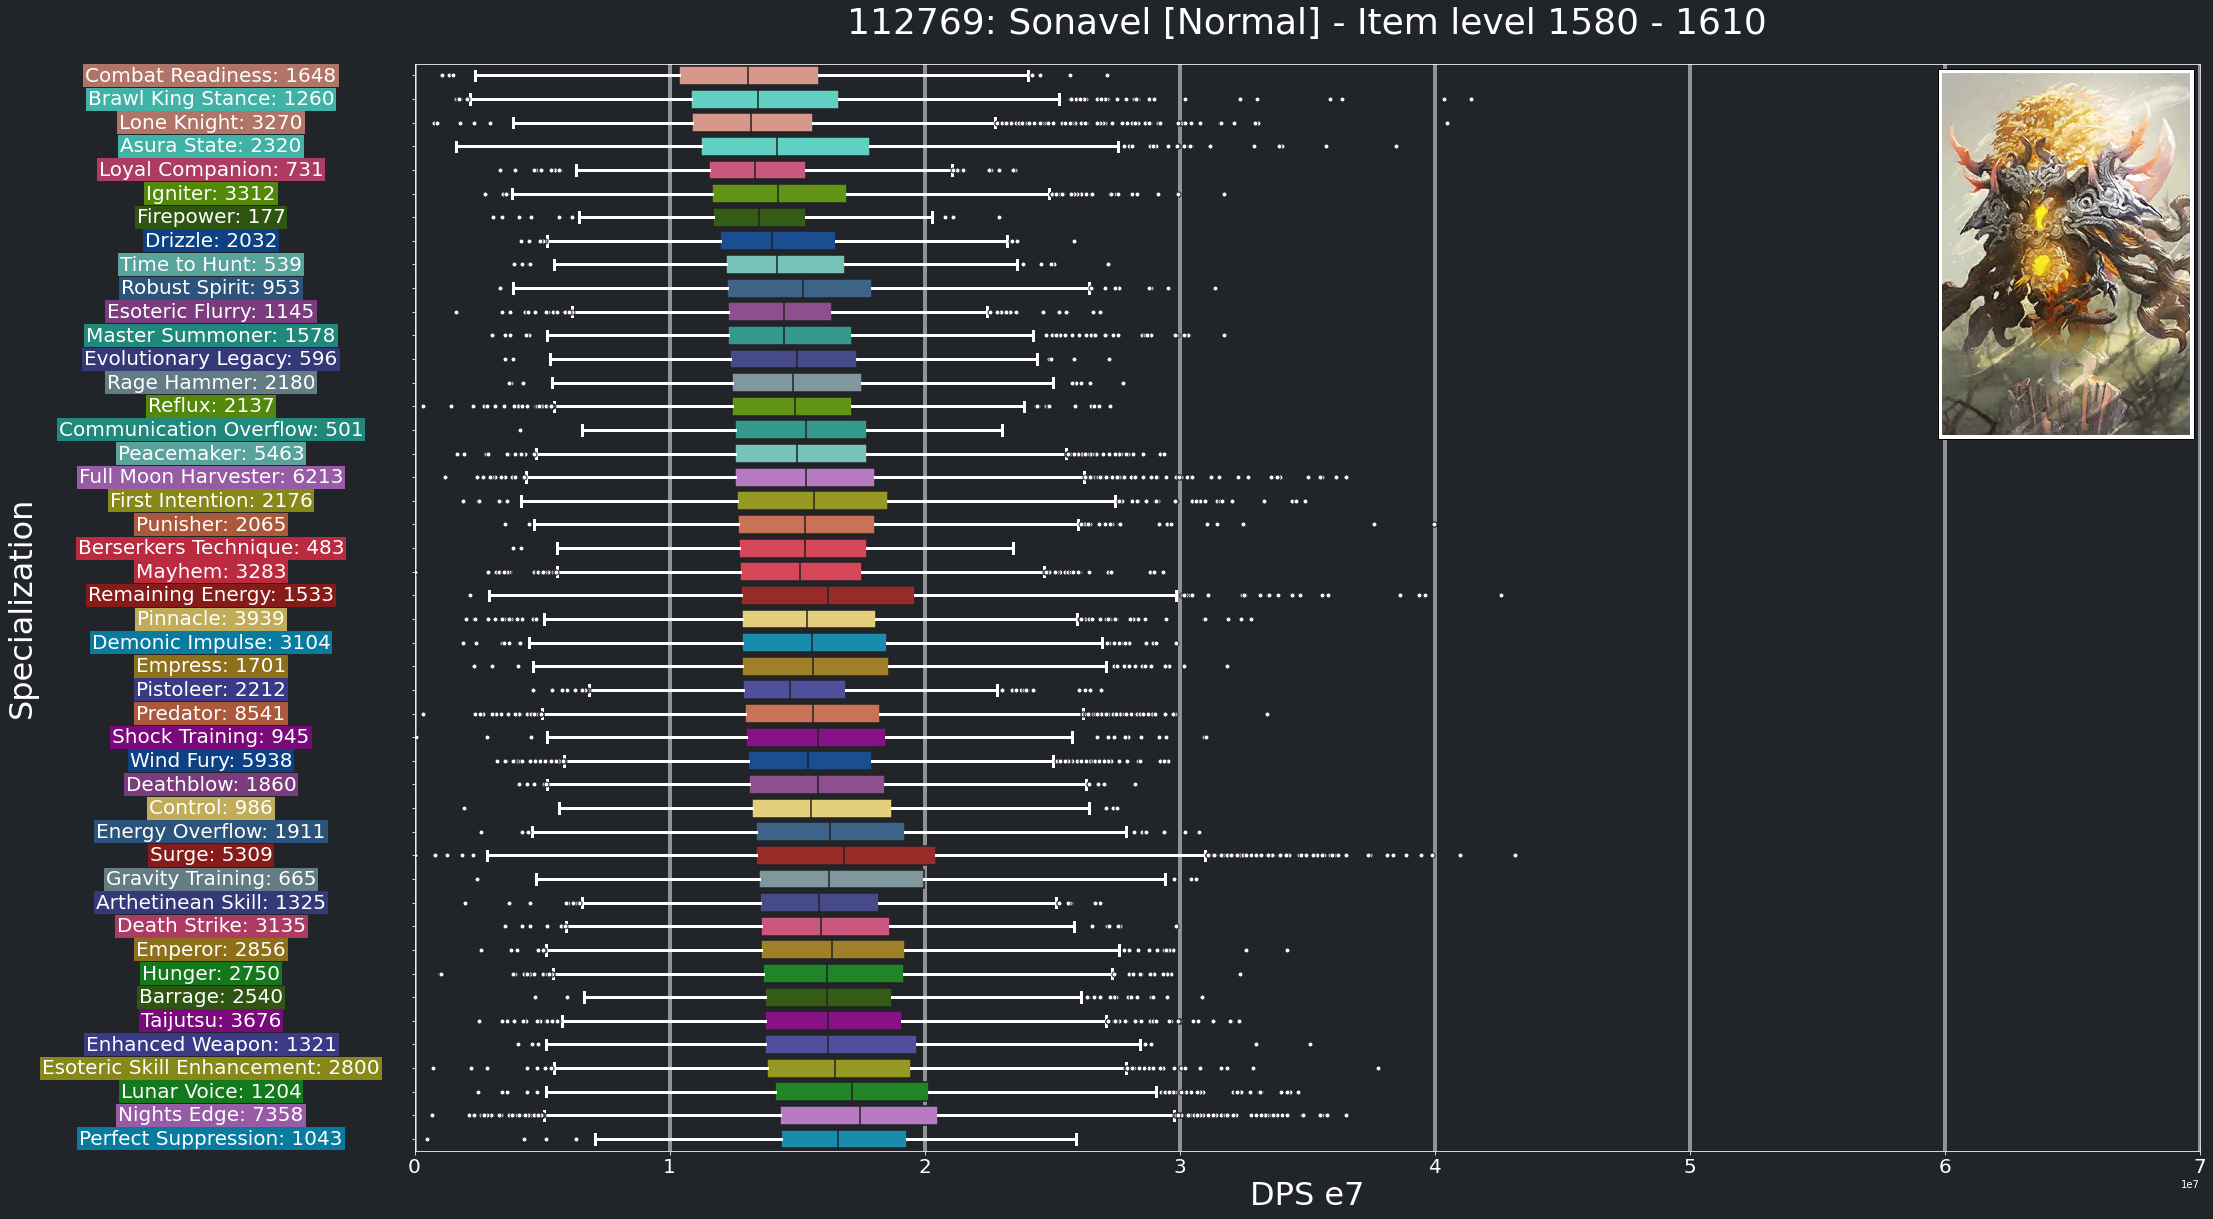 112769: Sonavel [Normal] - Item level 1580 - 1610
Combat Readiness: 1648
Brawl King Stance: 1260
Lone Knight: 3270
Asura State: 2320
Loyal Companion: 731
Igniter: 3312
Firepower: 177
Drizzle: 2032
Time to Hunt: 539
Robust Spirit: 953
Esoteric Flurry: 1145
Master Summoner: 1578
Evolutionary Legacy: 596
Rage Hammer: 2180
Reflux: 2137
Communication Overflow: 501
Peacemaker: 5463
Full Moon Harvester: 6213
First Intention: 2176
Punisher: 2065
Berserkers Technique: 483
Mayhem: 3283
Remaining Energy: 1533
Pinnacle: 3939
Demonic Impulse: 3104
Empress: 1701
Pistoleer: 2212
Predator: 8541
Shock Training: 945
Wind Fury: 5938
Deathblow: 1860
Control: 986
Energy Overflow: 1911
Surge: 5309
Gravity Training: 665
Arthetinean Skill: 1325
Death Strike: 3135
Emperor: 2856
Hunger: 2750
Barrage: 2540
Taijutsu: 3676
Enhanced Weapon: 1321
Esoteric Skill Enhancement: 2800
Lunar Voice: 1204
Nights Edge: 7358
Perfect Suppression: 1043
Specialization
0 1 2 3 4 5 6 7
1e7
DPS e7